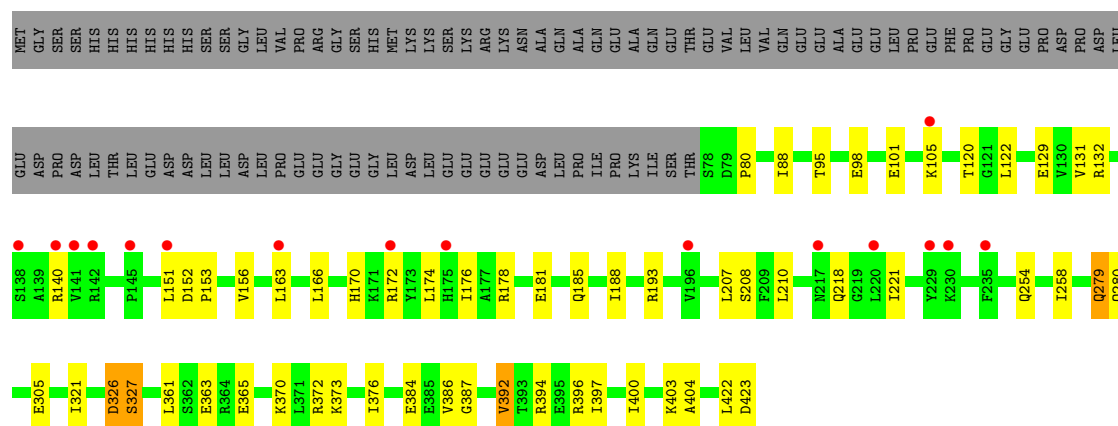 MET GLY SER SER HIS HIS HIS HIS HIS HIS SER SER GLY LEU VAL PRO ARG GLY SER HIS MET LYS LYS SER LYS ARG LYS ASN ALA GLN ALA GLN GLU ALA GLN GLU THR GLU VAL LEU VAL GLN GLU GLU ALA GLU GLU LEU PRO GLU PHE PRO GLU GLY GLU PRO ASP PRO ASP LEU
GLU ASP PRO ASP LEU THR LEU GLU ASP ASP LEU LEU ASP LEU PRO GLU GLU GLY GLU GLY LEU ASP LEU GLU GLU GLU GLU GLU ASP LEU PRO ILE PRO LYS ILE SER THR S78 D79 P80 I88 T95 E98 E101 K105 T120 G121 L122 E129 V130 V131 R132
S138 A139 R140 V141 R142 P145 L151 D152 P153 V156 L163 L166 H170 K171 R172 Y173 L174 H175 I176 A177 R178 E181 Q185 I188 R193 V196 L207 S208 F209 L210 N217 Q218 G219 L220 I221 Y229 K230 F235 Q254 I258 Q279
E305 I321 D326 S327 L361 S362 E363 R364 E365 K370 L371 R372 K373 I376 E384 E385 V386 G387 V392 T393 R394 E395 R396 I397 I400 K403 A404 L422 D423